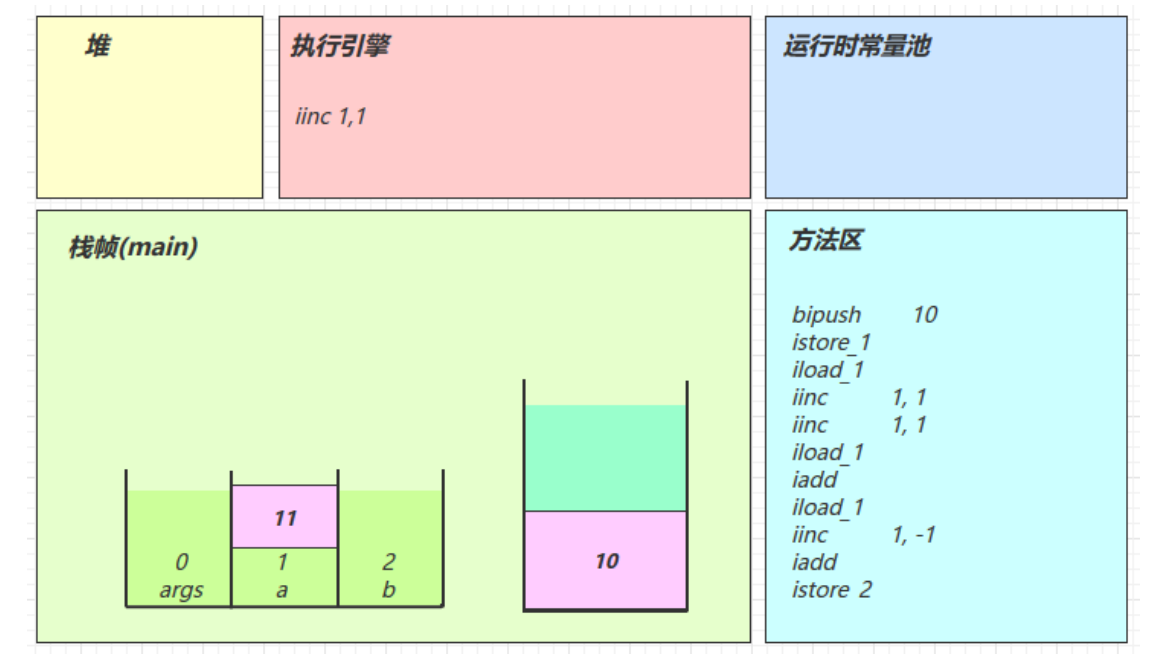 堆
执行引擎
iinc 1,1
运行时常量池
栈帧(main)
11
0 1 2
args a b
10
方法区
bipush 10
istore_1
iload_1
iinc 1, 1
iinc 1, 1
iload_1
iadd
iload_1
iinc 1, -1
iadd
istore 2